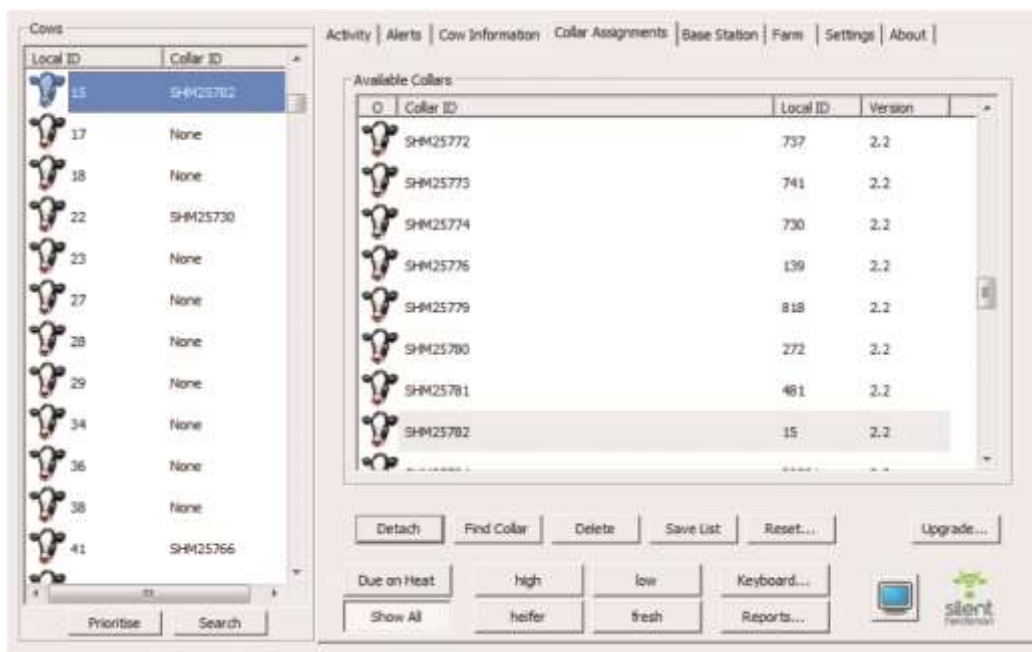 Cows
Local ID Collar ID
15 SHM25782
17 None
18 None
22 SHM25730
23 None
27 None
28 None
29 None
34 None
36 None
38 None
41 SHM25766
Prioritise Search
Activity Alerts Cow Information Collar Assignments Base Station Farm Settings About
Available Collars
O Collar ID Local ID Version
SHM25772 737 2.2
SHM25773 741 2.2
SHM25774 730 2.2
SHM25776 139 2.2
SHM25779 818 2.2
SHM25780 272 2.2
SHM25781 481 2.2
SHM25782 15 2.2
Detach Find Collar Delete Save List Reset... Upgrade...
Due on Heat high low Keyboard...
Show All heifer fresh Reports...
silent
herdsman